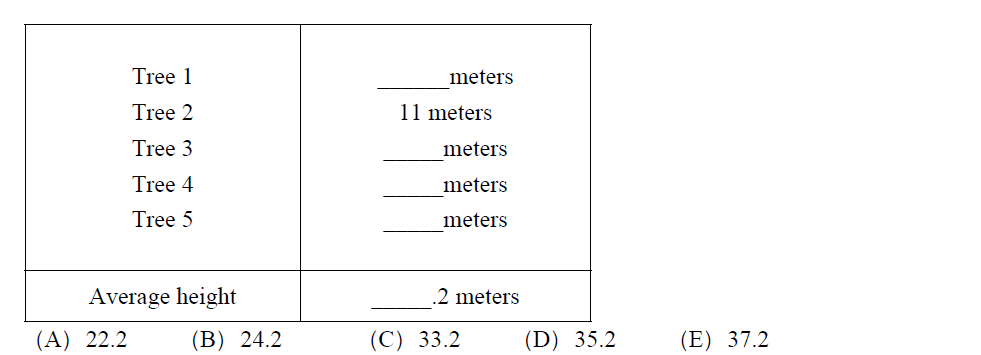 Tree 1 ______meters
Tree 2 11 meters
Tree 3 _____meters
Tree 4 _____meters
Tree 5 _____meters
Average height _____.2 meters
(A) 22.2 (B) 24.2 (C) 33.2 (D) 35.2 (E) 37.2